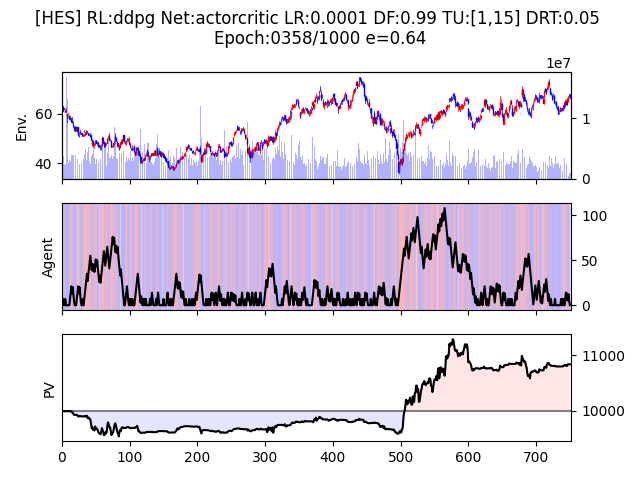 [HES] RL:ddpg Net:actorcritic LR:0.0001 DF:0.99 TU:[1,15] DRT:0.05
Epoch:0358/1000 e=0.64
1e7
Env.
60
40
1
0
Agent
100
50
0
PV
11000
10000
0 100 200 300 400 500 600 700